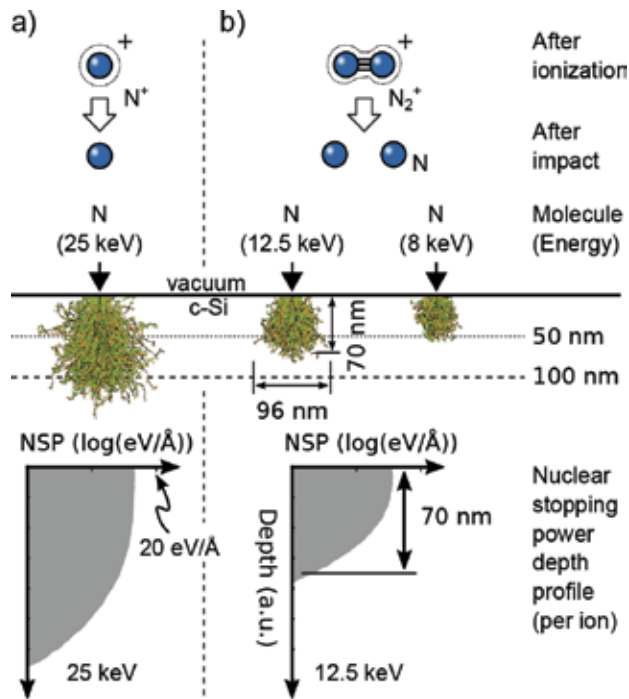 a)
b)
+
+
After
ionization
N⁺
N₂⁺
After
impact
N
N
(25 keV)
N
(12.5 keV)
N
(8 keV)
Molecule
(Energy)
vacuum
c-Si
70 nm
50 nm
100 nm
96 nm
NSP (log(eV/Å))
20 eV/Å
25 keV
NSP (log(eV/Å))
Depth (a.u.)
70 nm
12.5 keV
Nuclear
stopping
power
depth
profile
(per ion)